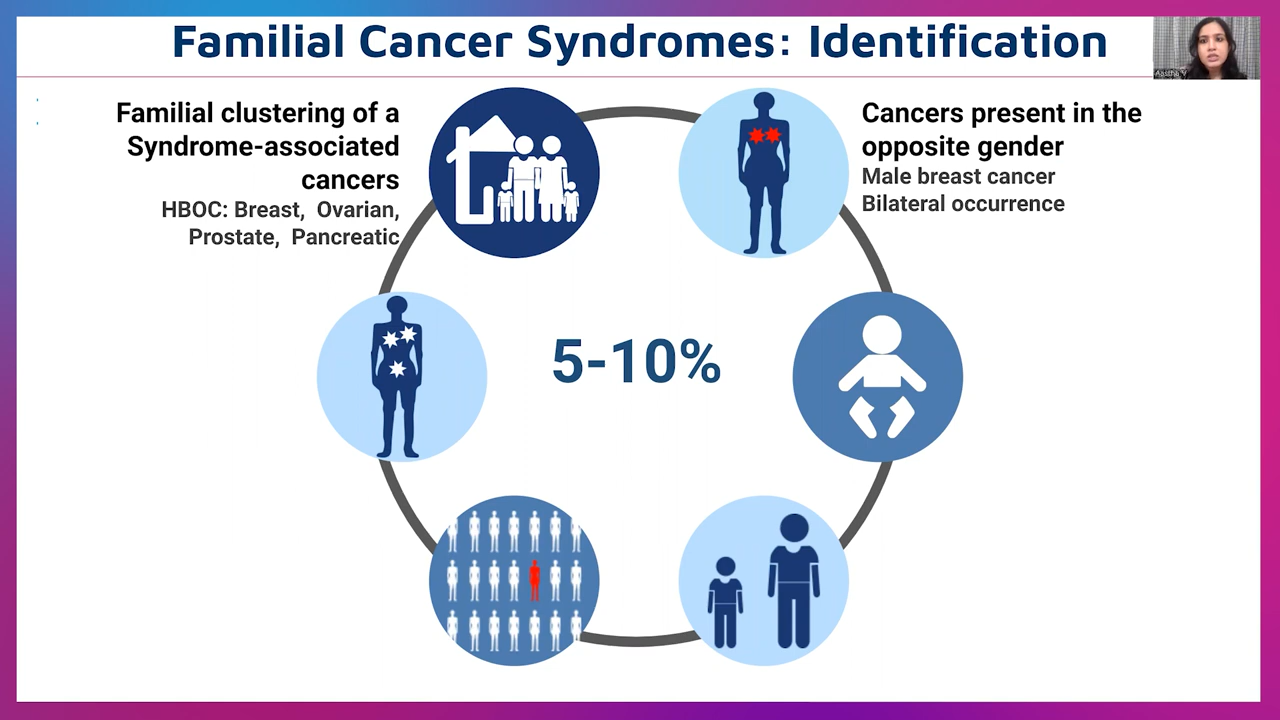 Familial Cancer Syndromes: Identification
Familial clustering of a
Syndrome-associated
cancers
HBOC: Breast, Ovarian,
Prostate, Pancreatic
Cancers present in the
opposite gender
Male breast cancer
Bilateral occurrence
5-10%